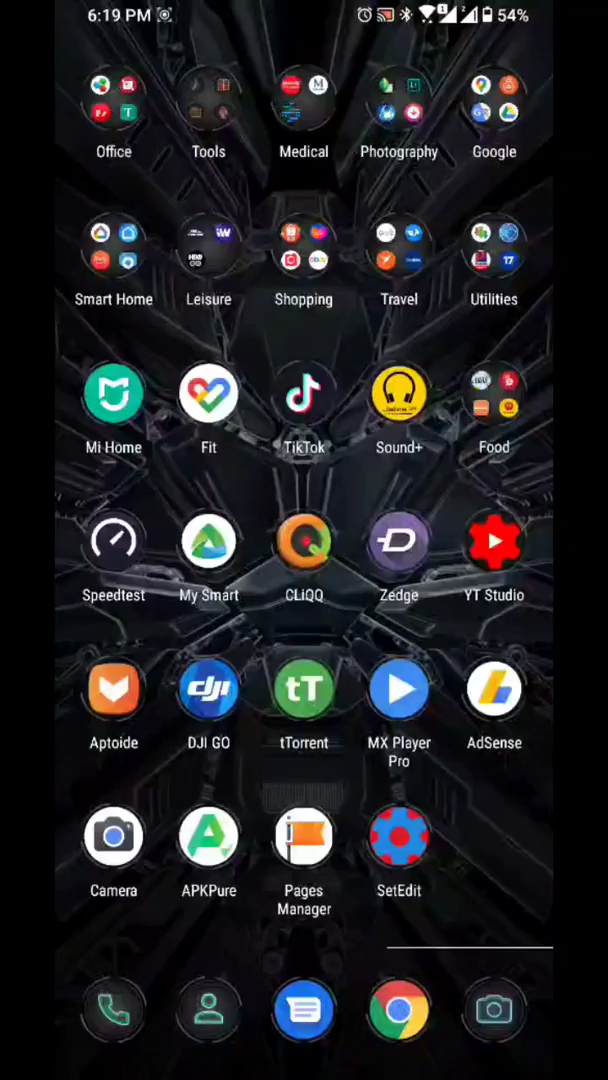 6:19 PM 54%
Office Tools Medical Photography Google
Smart Home Leisure Shopping Travel Utilities
Mi Home Fit TikTok Sound+ Food
Speedtest My Smart CLiQQ Zedge YT Studio
dji tT
Aptoide DJI GO tTorrent MX Player Pro AdSense
Camera APKPure Pages Manager SetEdit